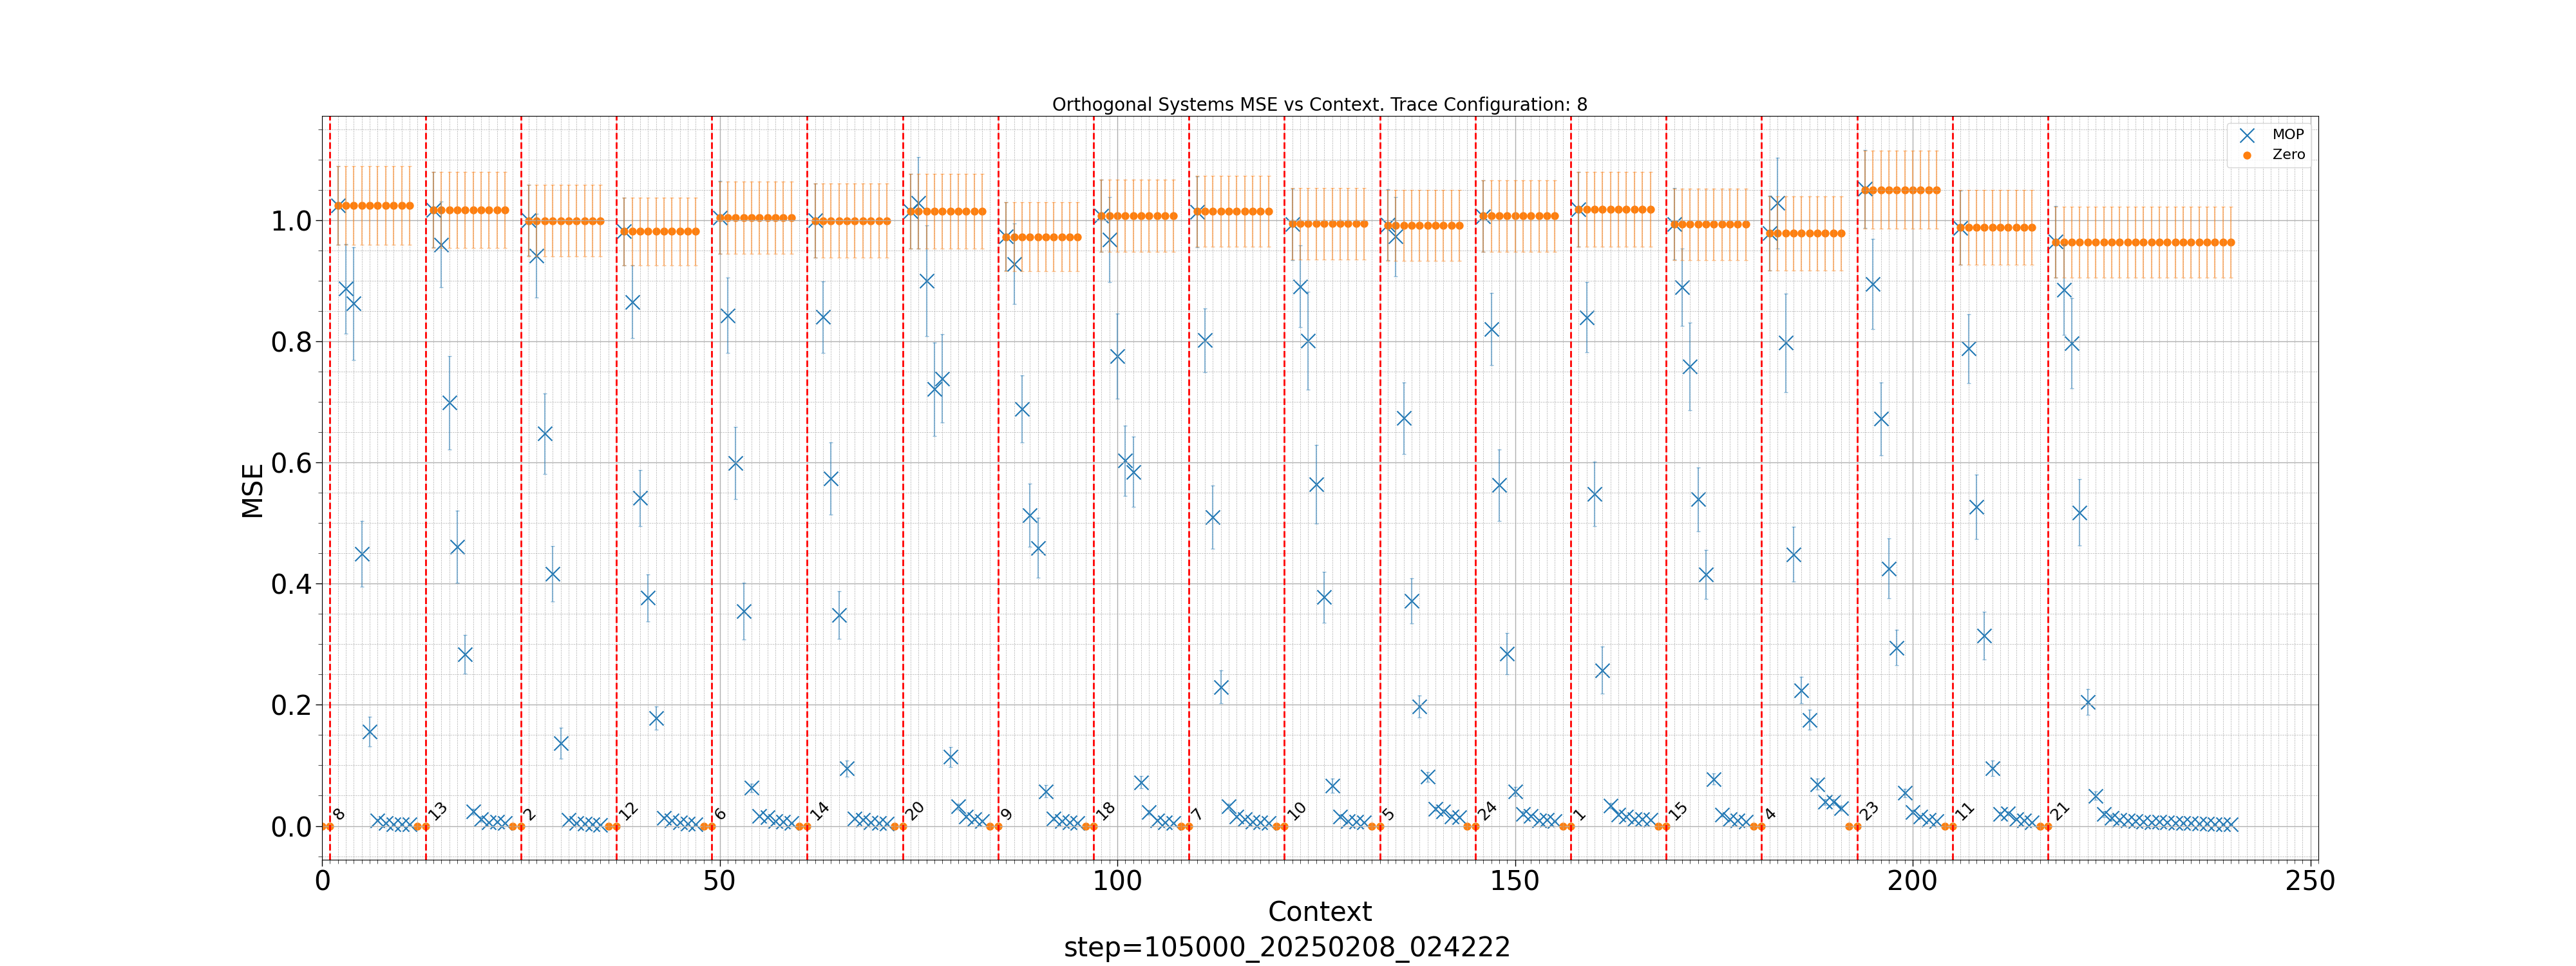 Orthogonal Systems MSE vs Context. Trace Configuration: 8
MOP
Zero
MSE
1.0
0.8
0.6
0.4
0.2
0.0
8 13 2 12 6 14 20 9 18 7 10 5 24 1 15 4 23 11 21
0 50 100 150 200 250
Context
step=105000_20250208_024222